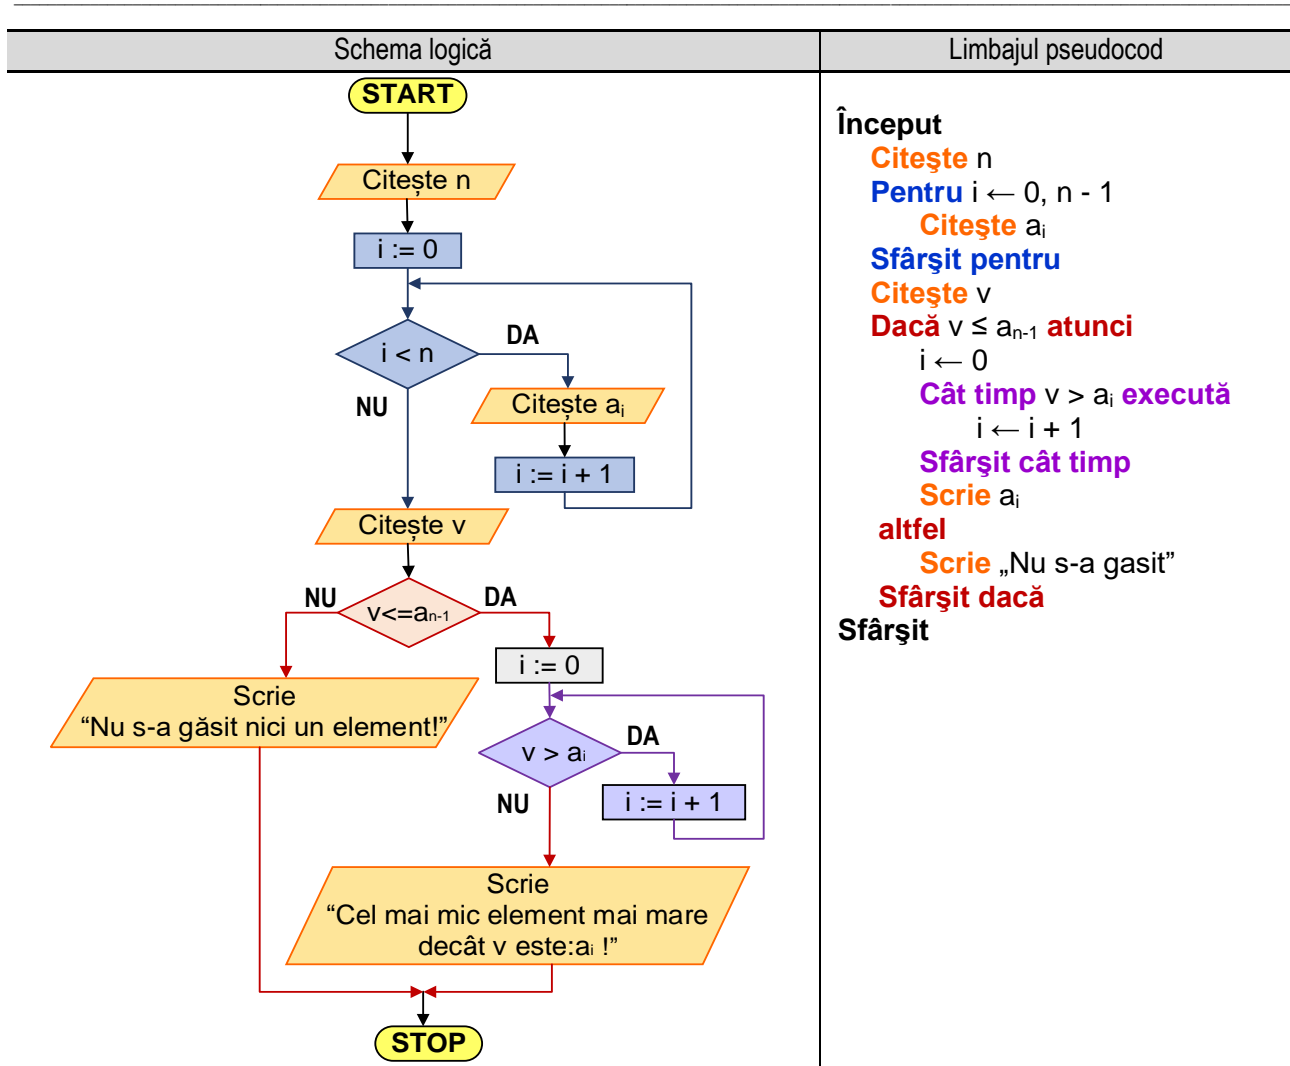 Schema logică
Limbajul pseudocod
START
Citește n
i := 0
i < n
DA
NU
Citește aᵢ
i := i + 1
Citește v
NU
v<=aₙ₋₁
DA
i := 0
Scrie
“Nu s-a găsit nici un element!”
v > aᵢ
DA
NU
i := i + 1
Scrie
“Cel mai mic element mai mare
decât v este:aᵢ !”
STOP
Început
Citeşte n
Pentru i ← 0, n - 1
Citeşte aᵢ
Sfârşit pentru
Citeşte v
Dacă v ≤ aₙ₋₁ atunci
i ← 0
Cât timp v > aᵢ execută
i ← i + 1
Sfârşit cât timp
Scrie aᵢ
altfel
Scrie „Nu s-a gasit”
Sfârşit dacă
Sfârşit